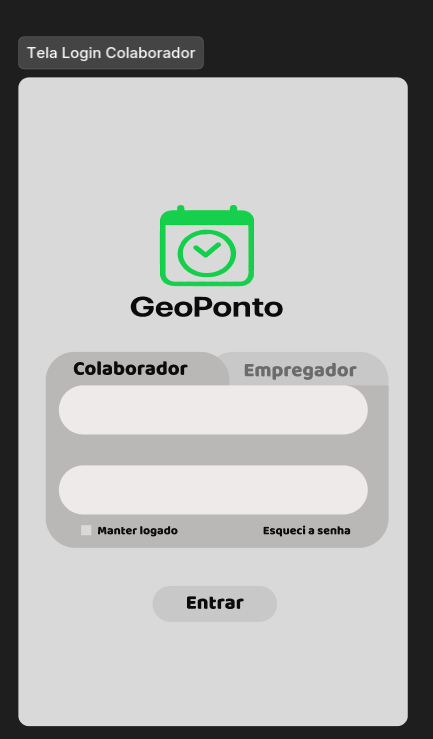 Tela Login Colaborador
GeoPonto
Colaborador Empregador
Manter logado Esqueci a senha
Entrar